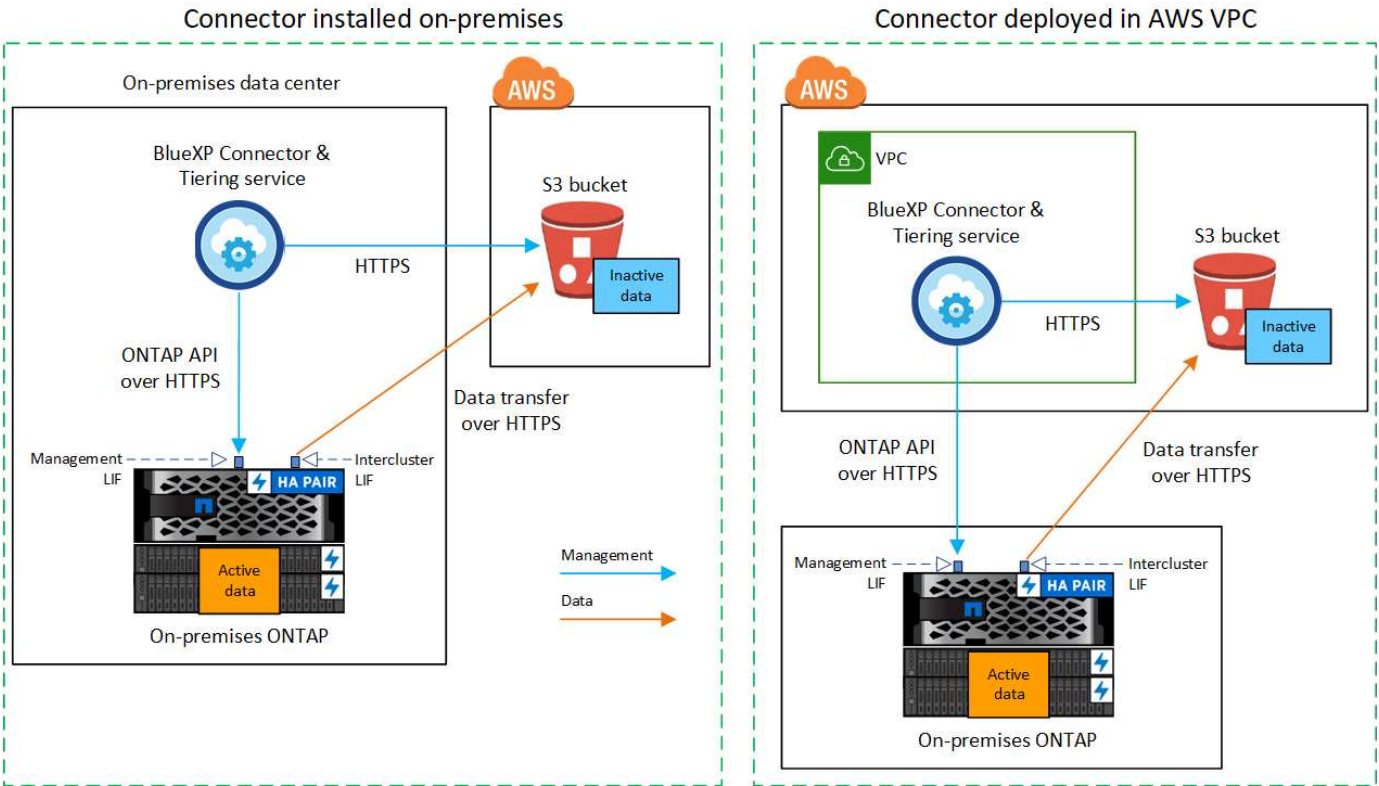 Connector installed on-premises
On-premises data center
AWS
BlueXP Connector &
Tiering service
S3 bucket
HTTPS
Inactive
data
ONTAP API
over HTTPS
Data transfer
over HTTPS
Management
LIF
Intercluster
LIF
HA PAIR
Active
data
On-premises ONTAP
Management
Data
Connector deployed in AWS VPC
AWS
VPC
BlueXP Connector &
Tiering service
S3 bucket
HTTPS
Inactive
data
ONTAP API
over HTTPS
Data transfer
over HTTPS
Management
LIF
Intercluster
LIF
HA PAIR
Active
data
On-premises ONTAP